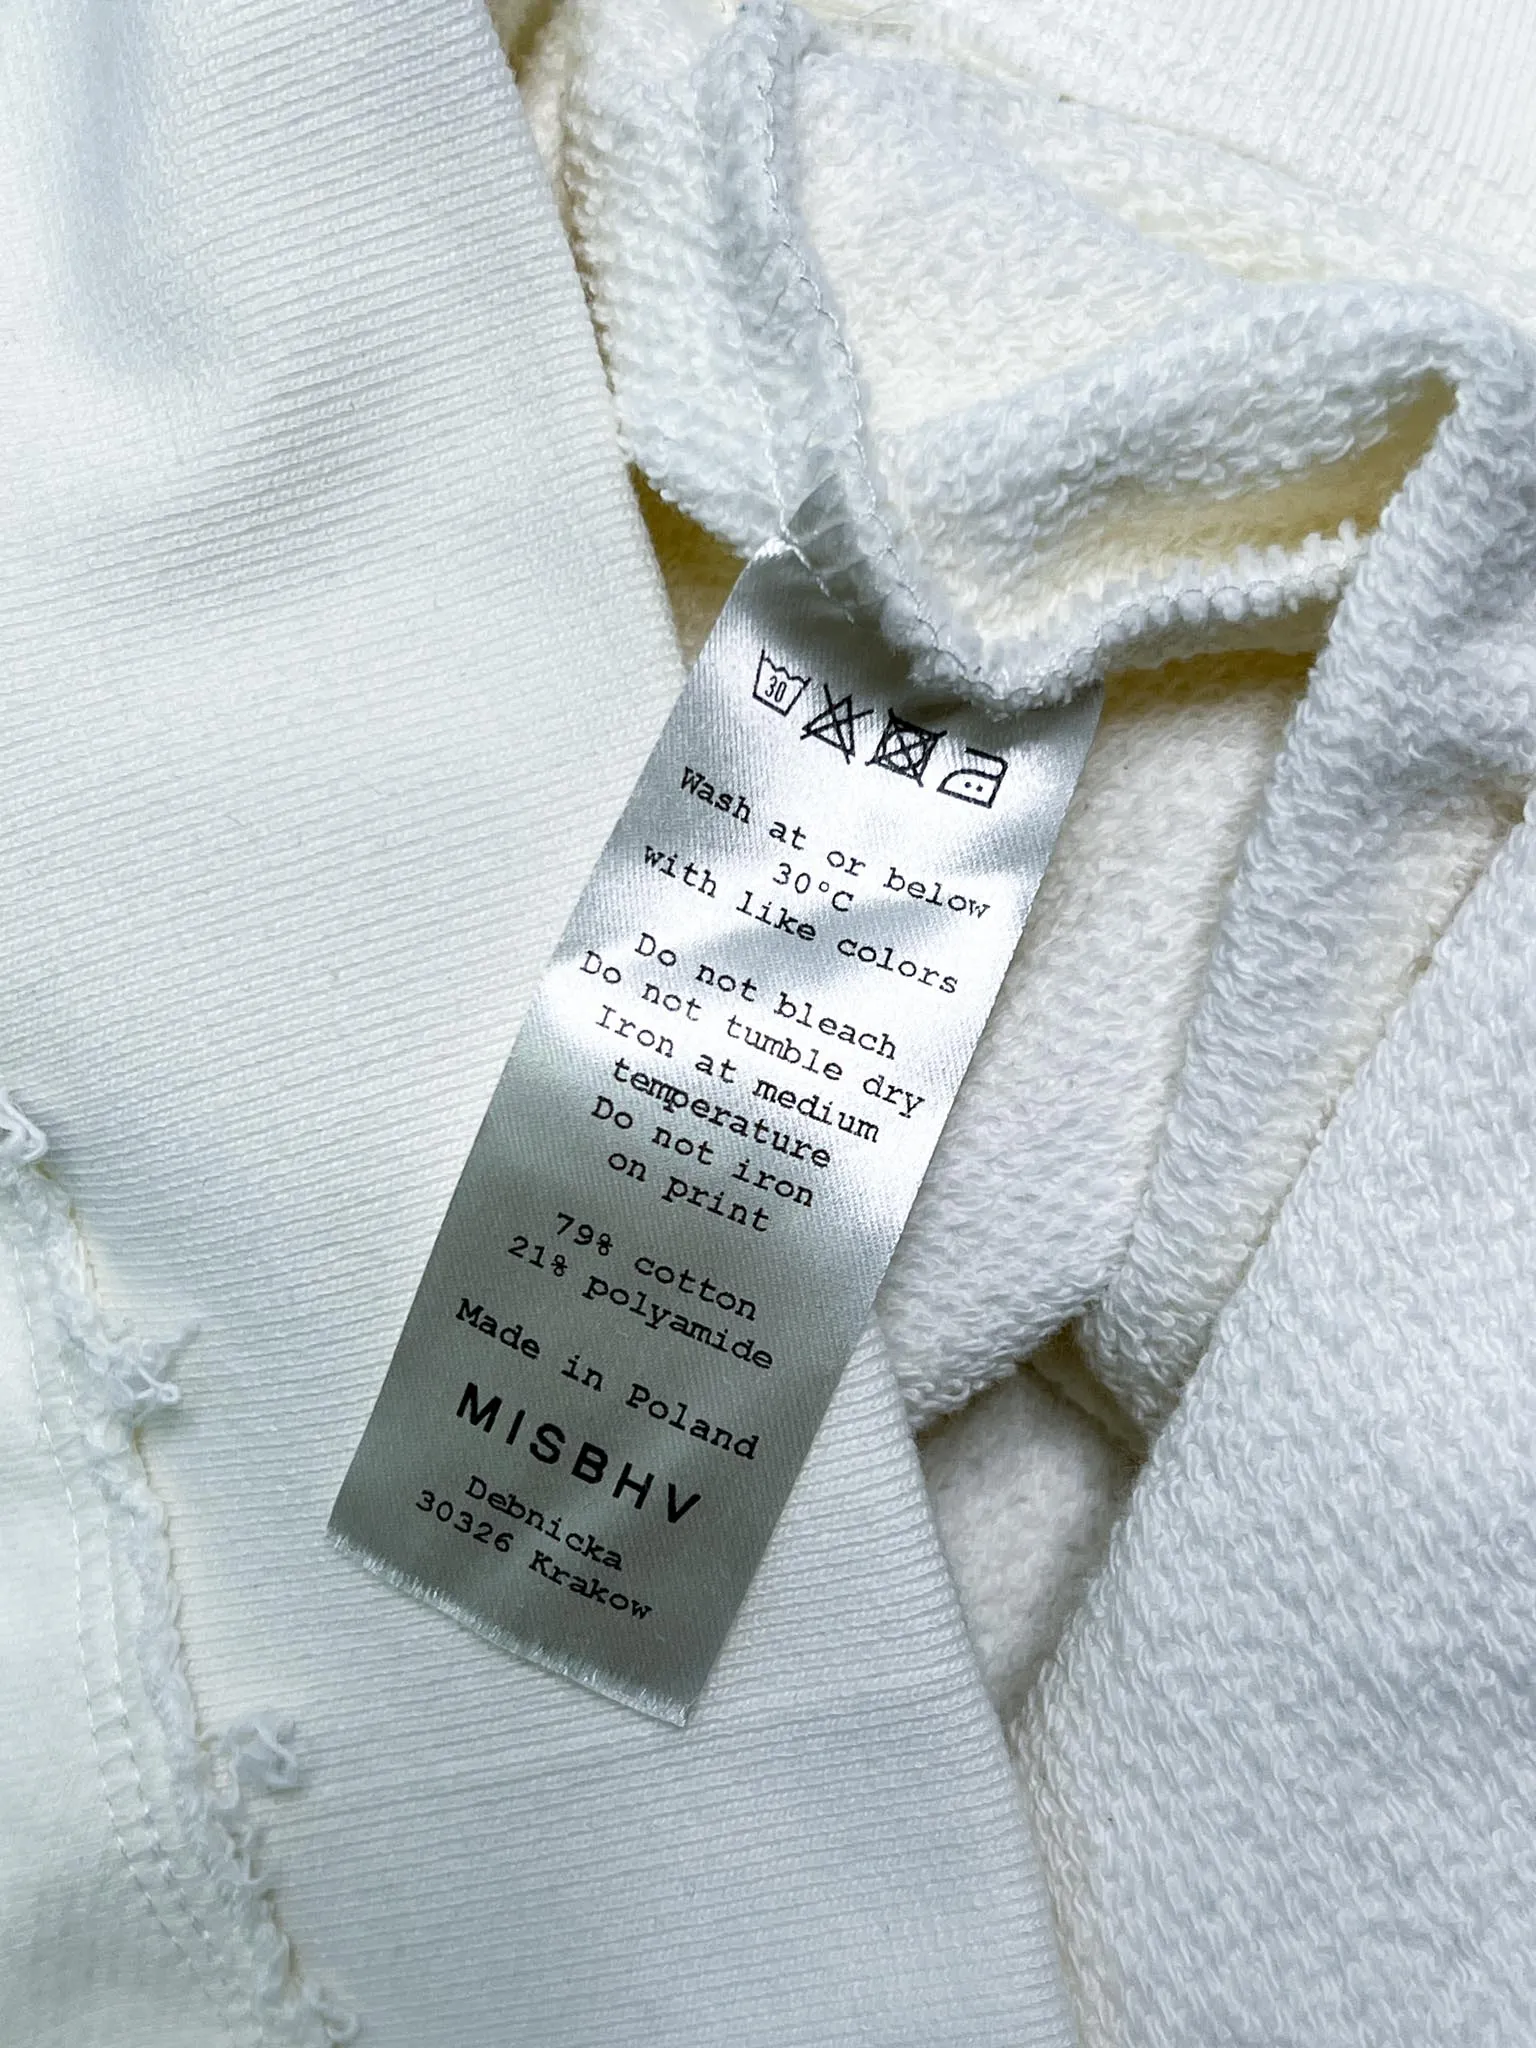 30
Wash at or below
30°C
with like colors
Do not bleach
Do not tumble dry
Iron at medium
temperature
Do not iron
on print
79% cotton
21% polyamide
Made in Poland
MISBHV
Debnicka
30326 Krakow